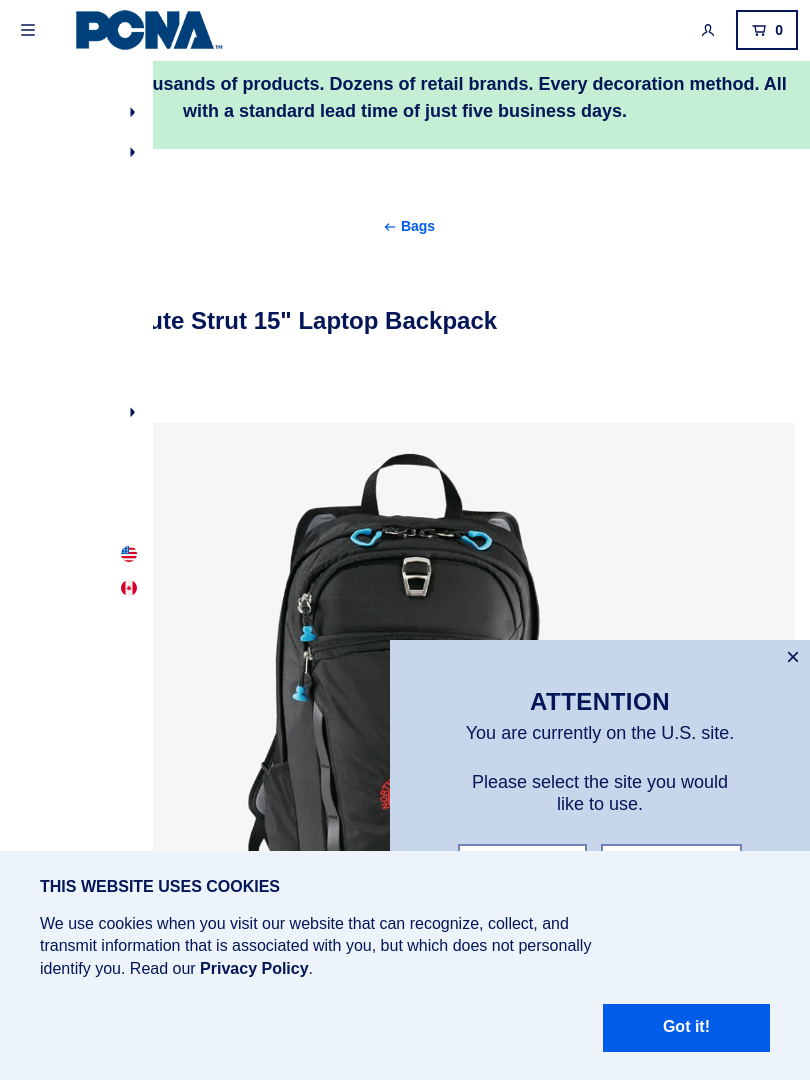 PCNA™
0
of products. Dozens of retail brands. Every decoration method. All
with a standard lead time of just five business days.
← Bags
Strut 15" Laptop Backpack
ATTENTION
You are currently on the U.S. site.
Please select the site you would
like to use.
THIS WEBSITE USES COOKIES
We use cookies when you visit our website that can recognize, collect, and
transmit information that is associated with you, but which does not personally
identify you. Read our Privacy Policy.
Got it!